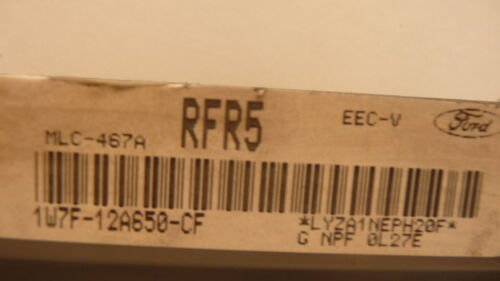 MLC-467A RFR5 EEC-V Ford
1W7F-12A650-CF *LYZA1NEPH20F*
G NPF 0L27E